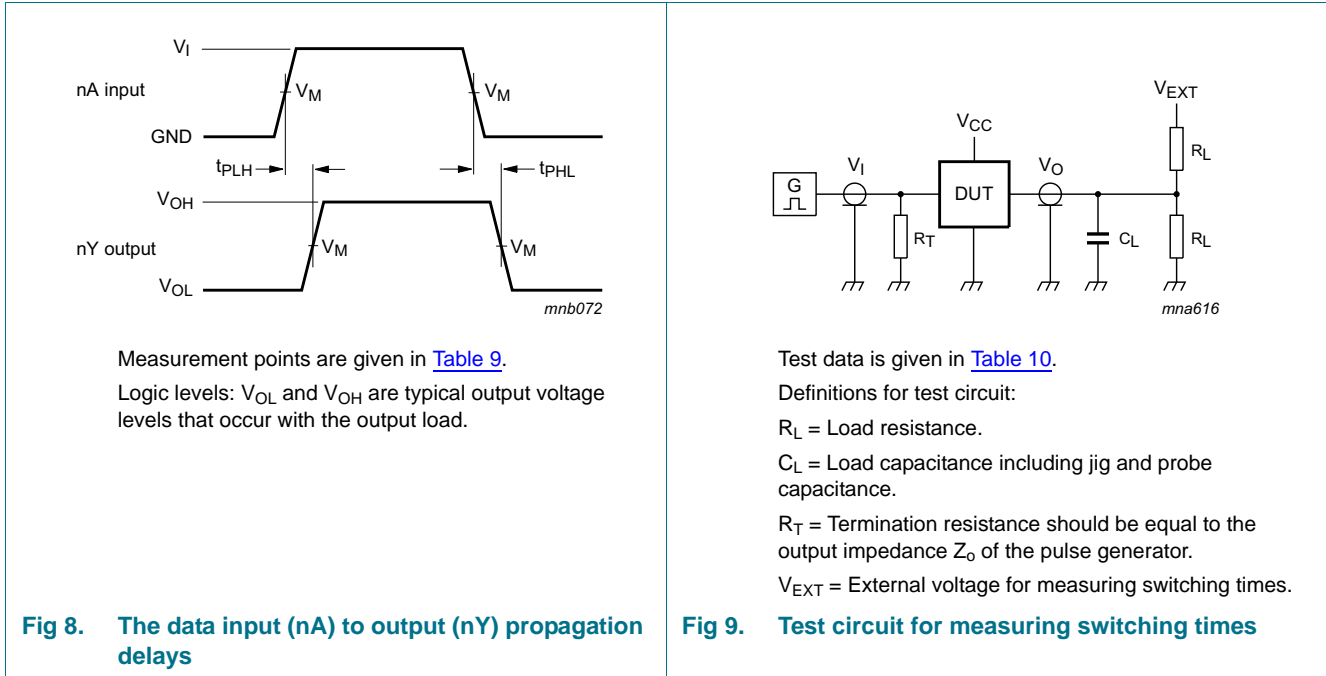 V_I
nA input
V_M
V_M
GND
t_PLH
t_PHL
V_OH
nY output
V_M
V_M
V_OL
mnb072
Measurement points are given in Table 9.
Logic levels: V_OL and V_OH are typical output voltage
levels that occur with the output load.
Fig 8. The data input (nA) to output (nY) propagation
delays
V_EXT
V_CC
R_L
V_I
V_O
G
DUT
R_T
C_L
R_L
mna616
Test data is given in Table 10.
Definitions for test circuit:
R_L = Load resistance.
C_L = Load capacitance including jig and probe
capacitance.
R_T = Termination resistance should be equal to the
output impedance Z_o of the pulse generator.
V_EXT = External voltage for measuring switching times.
Fig 9. Test circuit for measuring switching times